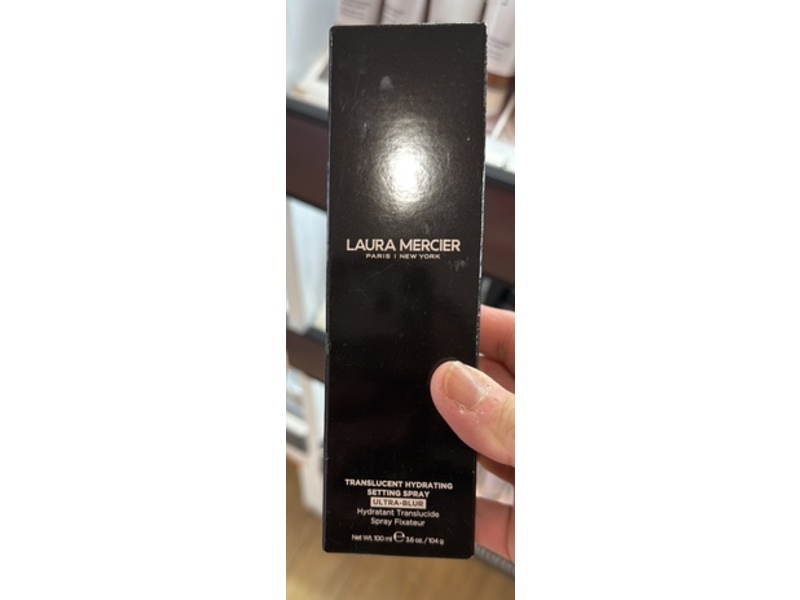 LAURA MERCIER
PARIS | NEW YORK
TRANSLUCENT HYDRATING
SETTING SPRAY
ULTRA-BLUR
Hydratant Translucide
Spray Fixateur
Net Wt. 100 ml ℮ 3.6 oz. / 104 g